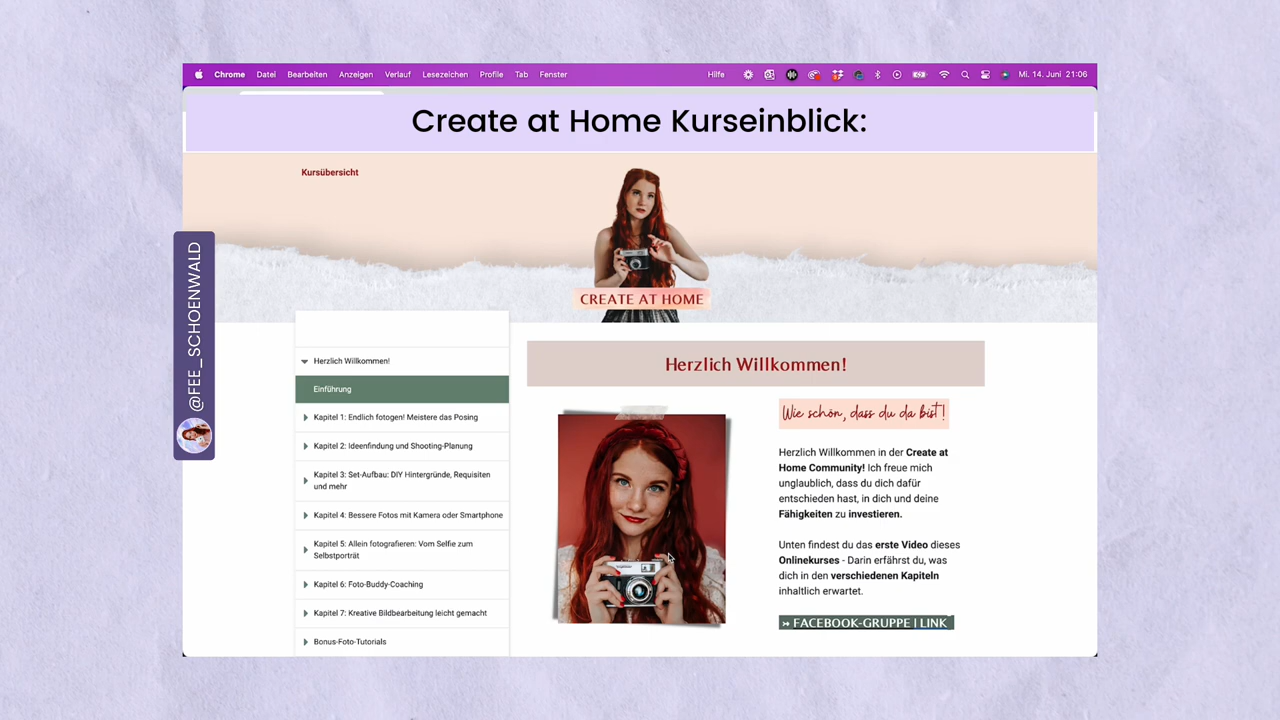 Chrome Datei Bearbeiten Anzeigen Verlauf Lesezeichen Profile Tab Fenster Hilfe Mi. 14. Juni 21:06
Create at Home Kurseinblick:
Kursübersicht
CREATE AT HOME
@FEE_SCHOENWALD
Herzlich Willkommen!
Einführung
Kapitel 1: Endlich fotogen! Meistere das Posing
Kapitel 2: Ideenfindung und Shooting-Planung
Kapitel 3: Set-Aufbau: DIY Hintergründe, Requisiten
und mehr
Kapitel 4: Bessere Fotos mit Kamera oder Smartphone
Kapitel 5: Allein fotografieren: Vom Selfie zum
Selbstporträt
Kapitel 6: Foto-Buddy-Coaching
Kapitel 7: Kreative Bildbearbeitung leicht gemacht
Bonus-Foto-Tutorials
Herzlich Willkommen!
Wie schön, dass du da bist!
Herzlich Willkommen in der Create at
Home Community! Ich freue mich
unglaublich, dass du dich dafür
entschieden hast, in dich und deine
Fähigkeiten zu investieren.
Unten findest du das erste Video dieses
Onlinekurses - Darin erfährst du, was
dich in den verschiedenen Kapiteln
inhaltlich erwartet.
↣ FACEBOOK-GRUPPE | LINK